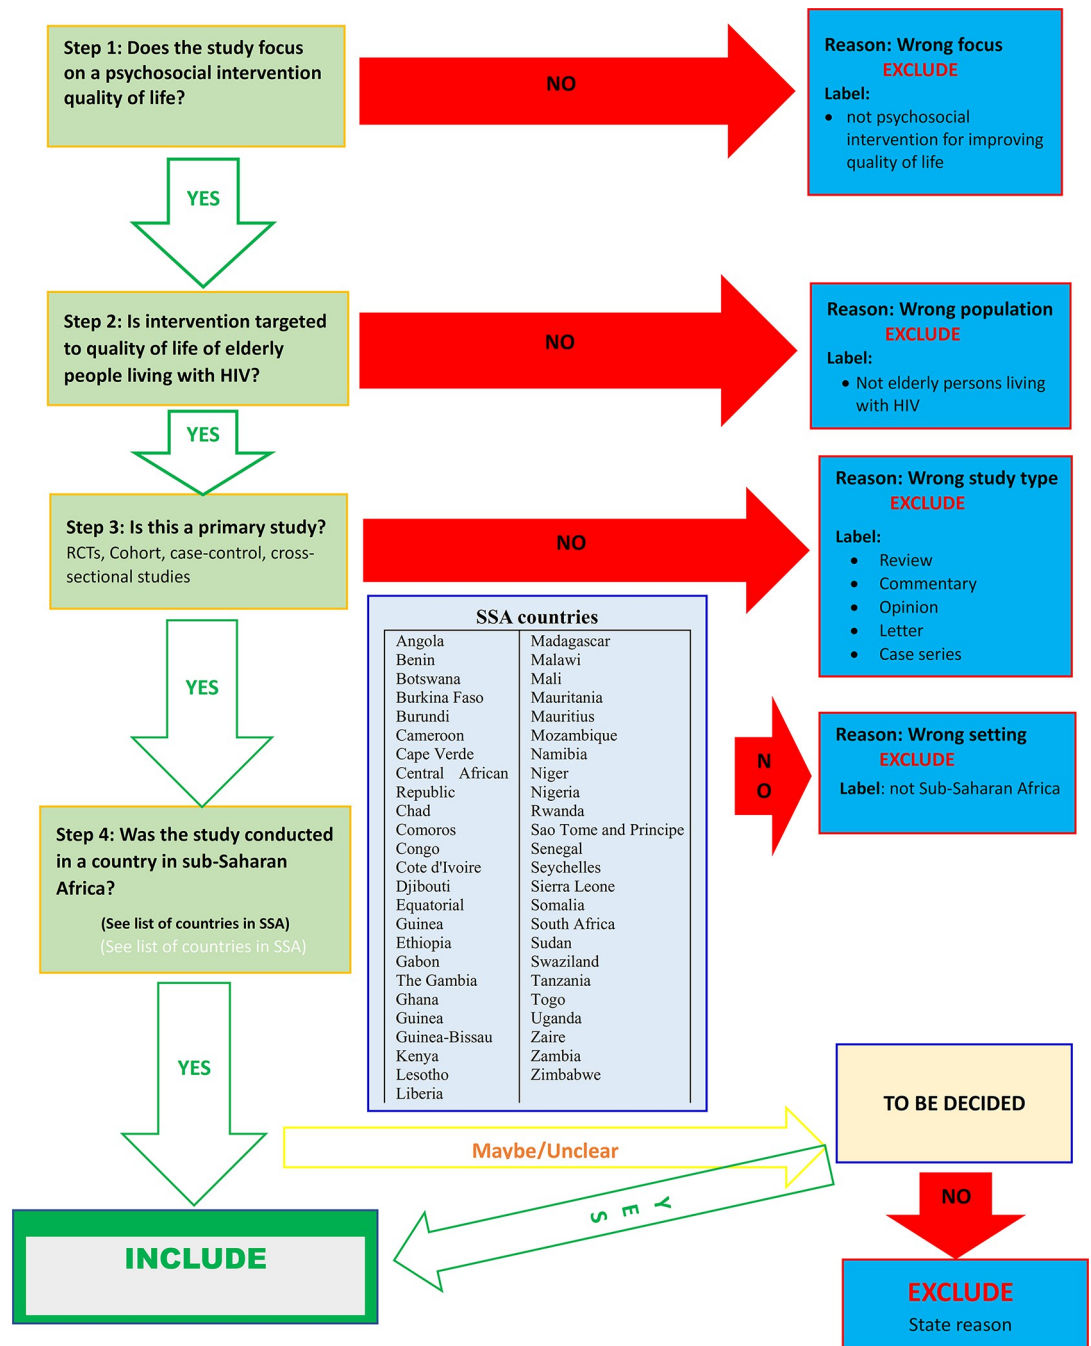 Step 1: Does the study focus
on a psychosocial intervention
quality of life?
NO
Reason: Wrong focus
EXCLUDE
Label:
• not psychosocial
intervention for improving
quality of life
YES
Step 2: Is intervention targeted
to quality of life of elderly
people living with HIV?
NO
Reason: Wrong population
EXCLUDE
Label:
• Not elderly persons living
with HIV
YES
Step 3: Is this a primary study?
RCTs, Cohort, case-control, cross-
sectional studies
NO
Reason: Wrong study type
EXCLUDE
Label:
• Review
• Commentary
• Opinion
• Letter
• Case series
YES
SSA countries
Angola
Benin
Botswana
Burkina Faso
Burundi
Cameroon
Cape Verde
Central African
Republic
Chad
Comoros
Congo
Cote d'Ivoire
Djibouti
Equatorial
Guinea
Ethiopia
Gabon
The Gambia
Ghana
Guinea
Guinea-Bissau
Kenya
Lesotho
Liberia
Madagascar
Malawi
Mali
Mauritania
Mauritius
Mozambique
Namibia
Niger
Nigeria
Rwanda
Sao Tome and Principe
Senegal
Seychelles
Sierra Leone
Somalia
South Africa
Sudan
Swaziland
Tanzania
Togo
Uganda
Zaire
Zambia
Zimbabwe
N
O
Reason: Wrong setting
EXCLUDE
Label: not Sub-Saharan Africa
Step 4: Was the study conducted
in a country in sub-Saharan
Africa?
(See list of countries in SSA)
(See list of countries in SSA)
YES
Maybe/Unclear
TO BE DECIDED
YES
NO
INCLUDE
EXCLUDE
State reason